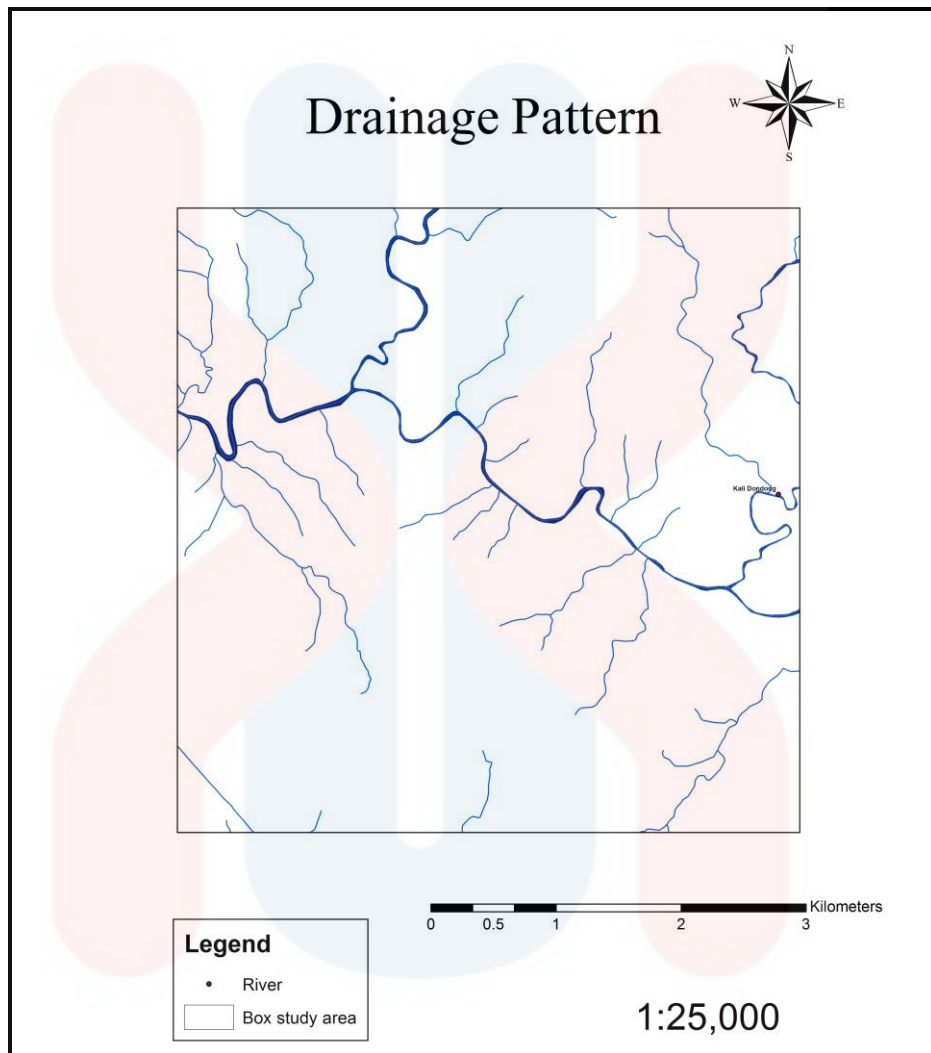 N
Drainage Pattern
W E
S
Kali Dondong
Kilometers
0 0.5 1 2 3
Legend
River
Box study area
1:25,000